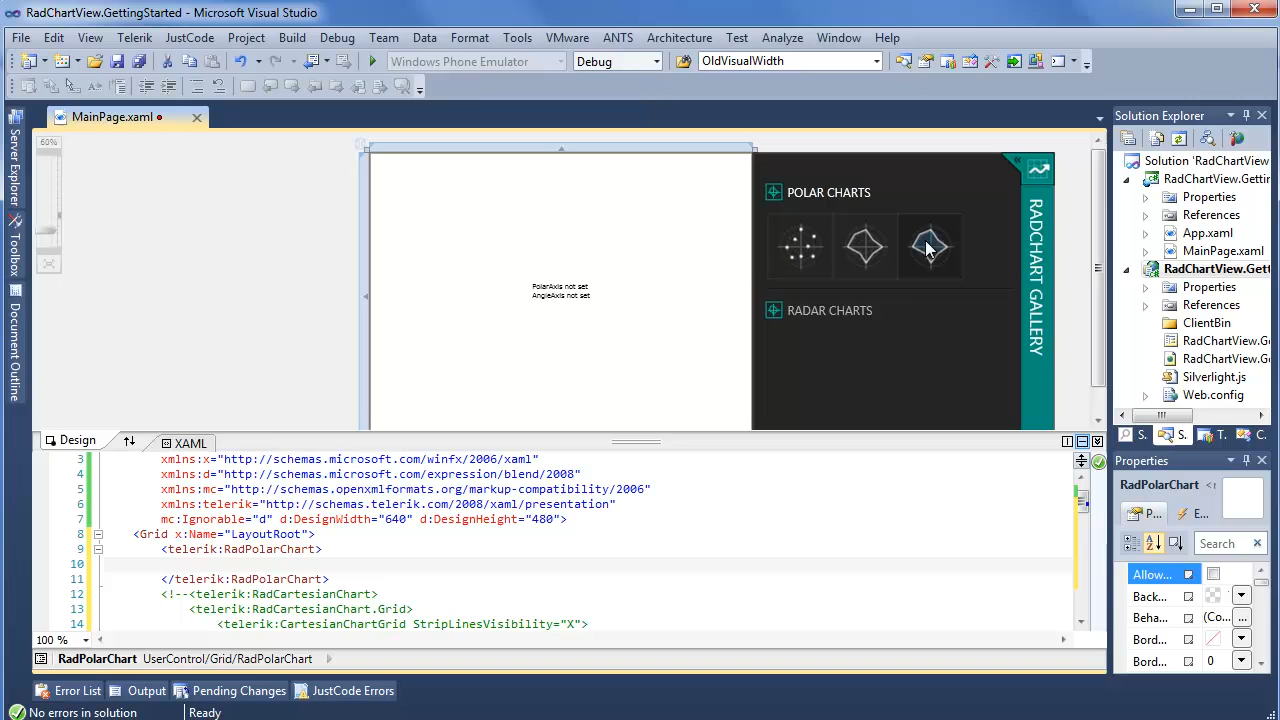 RadChartView.GettingStarted - Microsoft Visual Studio
File Edit View Telerik JustCode Project Build Debug Team Data Format Tools VMware ANTS Architecture Test Analyze Window Help
Windows Phone Emulator Debug OldVisualWidth
MainPage.xaml
Server Explorer
Toolbox
Document Outline
60%
PolarAxis not set
AngleAxis not set
POLAR CHARTS
RADAR CHARTS
RADCHART GALLERY
Solution Explorer
Solution 'RadChartView
RadChartView.Getti
Properties
References
App.xaml
MainPage.xaml
RadChartView.Gett
Properties
References
ClientBin
RadChartView.Ge
RadChartView.Ge
Silverlight.js
Web.config
S. S. T. C.
Design XAML
3 xmlns:x="http://schemas.microsoft.com/winfx/2006/xaml"
4 xmlns:d="http://schemas.microsoft.com/expression/blend/2008"
5 xmlns:mc="http://schemas.openxmlformats.org/markup-compatibility/2006"
6 xmlns:telerik="http://schemas.telerik.com/2008/xaml/presentation"
7 mc:Ignorable="d" d:DesignWidth="640" d:DesignHeight="480">
8 <Grid x:Name="LayoutRoot">
9 <telerik:RadPolarChart>
10
11 </telerik:RadPolarChart>
12 <!--<telerik:RadCartesianChart>
13 <telerik:RadCartesianChart.Grid>
14 <telerik:CartesianChartGrid StripLinesVisibility="X">
100 %
RadPolarChart UserControl/Grid/RadPolarChart
Properties
RadPolarChart
P... E...
Search
Allow...
Back...
Beha... (Co...
Bord...
Bord... 0
Error List Output Pending Changes JustCode Errors
No errors in solution Ready